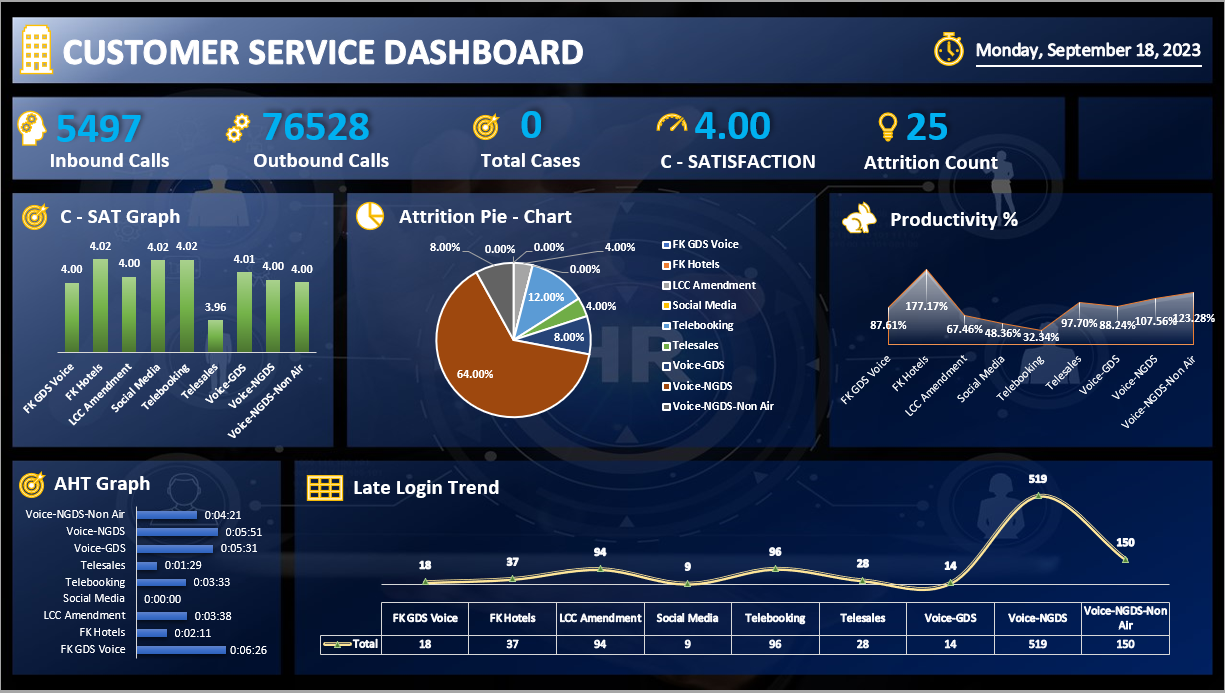 CUSTOMER SERVICE DASHBOARD
Monday, September 18, 2023
5497
Inbound Calls
76528
Outbound Calls
0
Total Cases
4.00
C - SATISFACTION
25
Attrition Count
C - SAT Graph
4.00
4.02
4.00
4.02
4.02
3.96
4.01
4.00
4.00
FK GDS Voice
FK Hotels
LCC Amendment
Social Media
Telebooking
Telesales
Voice-GDS
Voice-NGDS
Voice-NGDS-Non Air
Attrition Pie - Chart
8.00%
0.00%
0.00%
4.00%
0.00%
12.00%
4.00%
8.00%
64.00%
FK GDS Voice
FK Hotels
LCC Amendment
Social Media
Telebooking
Telesales
Voice-GDS
Voice-NGDS
Voice-NGDS-Non Air
HR
Productivity %
87.61%
177.17%
67.46%
48.36%
32.34%
97.70%
88.24%
107.56%
123.28%
FK GDS Voice
FK Hotels
LCC Amendment
Social Media
Telebooking
Telesales
Voice-GDS
Voice-NGDS
Voice-NGDS-Non Air
AHT Graph
Voice-NGDS-Non Air 0:04:21
Voice-NGDS 0:05:51
Voice-GDS 0:05:31
Telesales 0:01:29
Telebooking 0:03:33
Social Media 0:00:00
LCC Amendment 0:03:38
FK Hotels 0:02:11
FK GDS Voice 0:06:26
Late Login Trend
18
37
94
9
96
28
14
519
150
FK GDS Voice FK Hotels LCC Amendment Social Media Telebooking Telesales Voice-GDS Voice-NGDS Voice-NGDS-Non
Air
Total 18 37 94 9 96 28 14 519 150